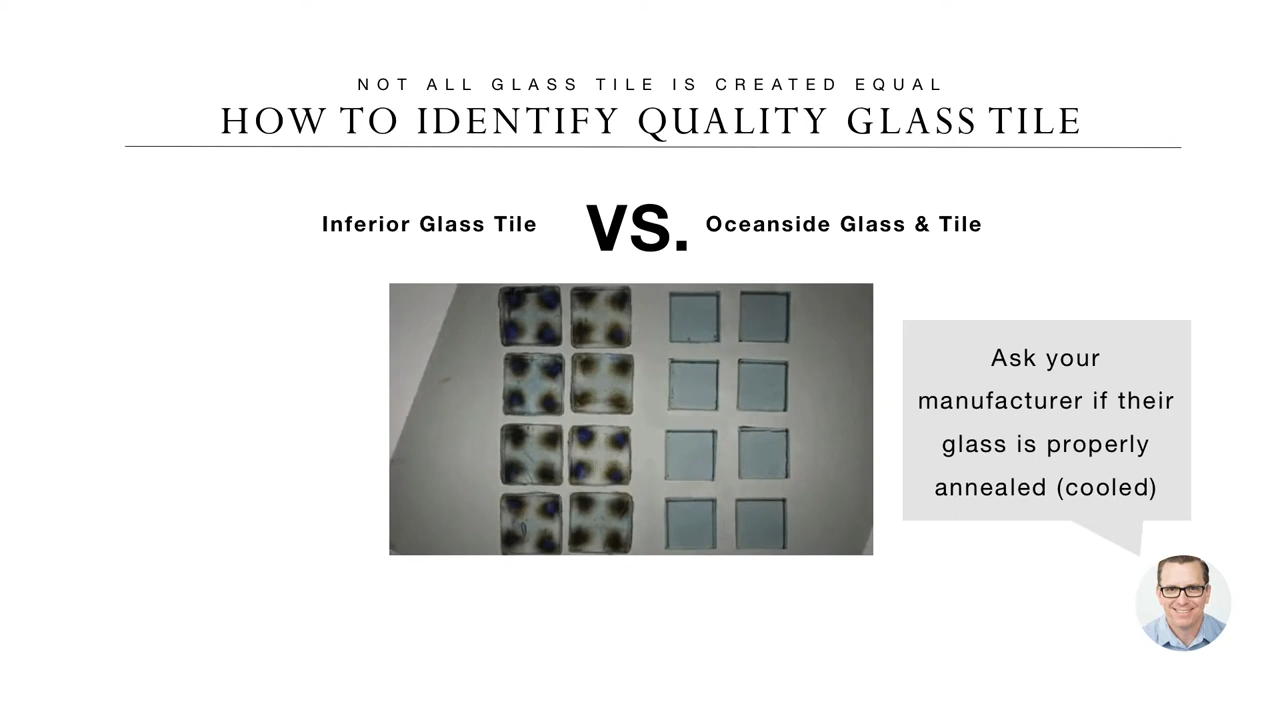 NOT ALL GLASS TILE IS CREATED EQUAL
HOW TO IDENTIFY QUALITY GLASS TILE
Inferior Glass Tile VS. Oceanside Glass & Tile
Ask your
manufacturer if their
glass is properly
annealed (cooled)